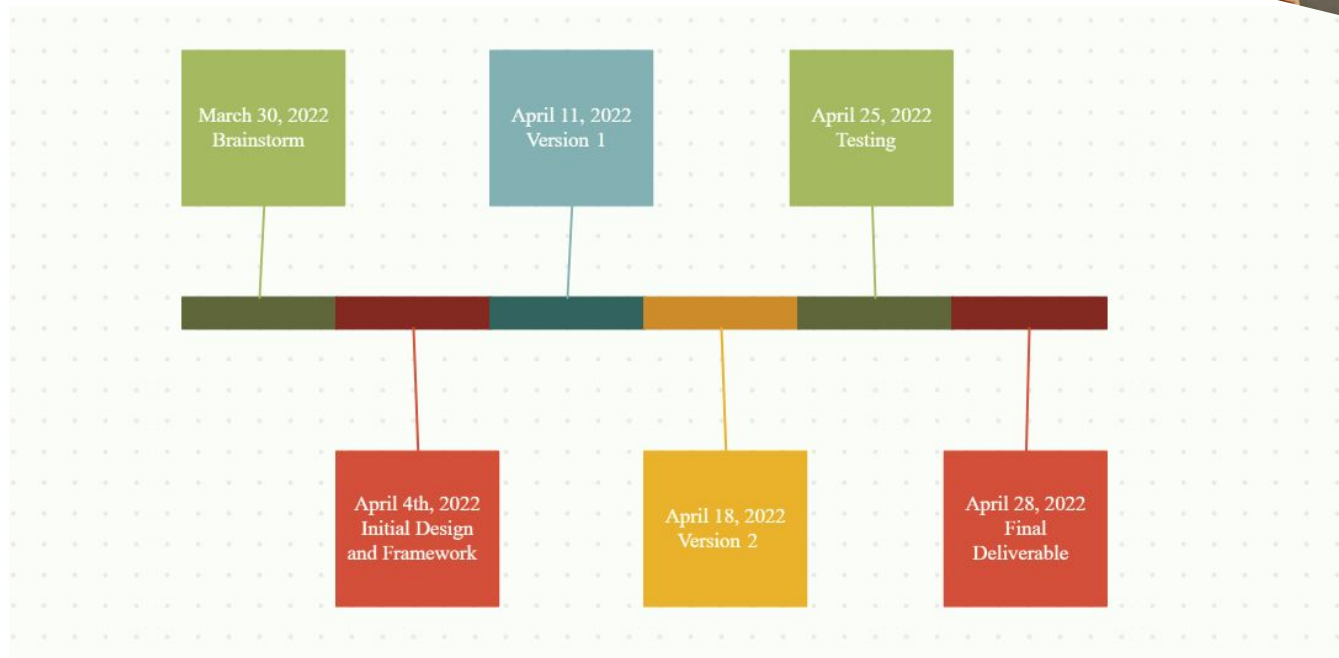 March 30, 2022
Brainstorm
April 4th, 2022
Initial Design
and Framework
April 11, 2022
Version 1
April 18, 2022
Version 2
April 25, 2022
Testing
April 28, 2022
Final
Deliverable